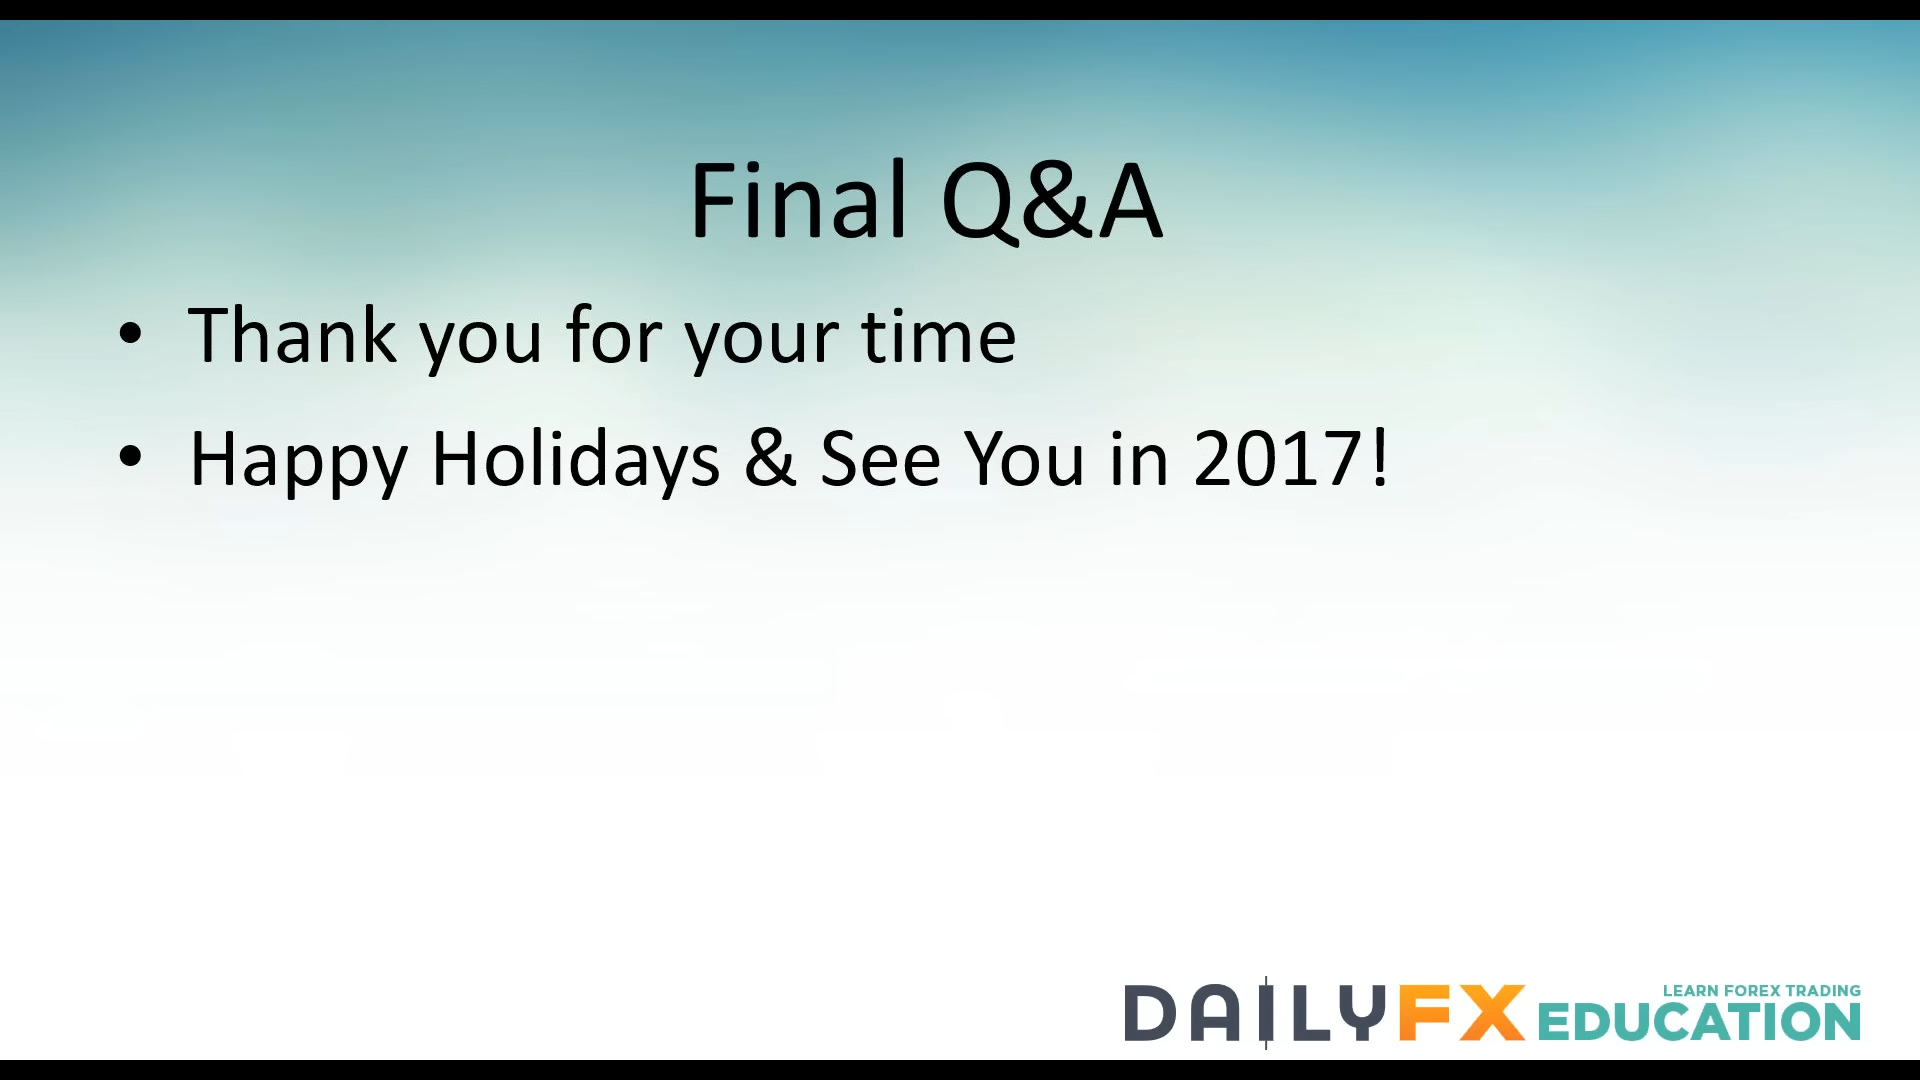 Final Q&A
• Thank you for your time
• Happy Holidays & See You in 2017!
DAILYFX
LEARN FOREX TRADING
EDUCATION